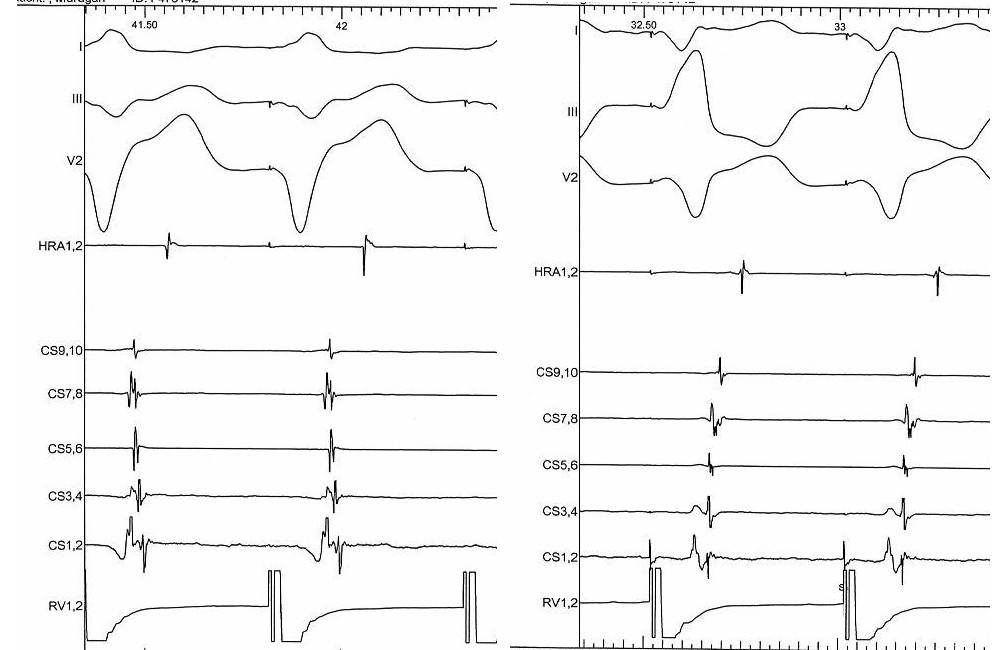 41.50
42
I
III
V2
HRA1,2
CS9,10
CS7,8
CS5,6
CS3,4
CS1,2
RV1,2
32.50
33
I
III
V2
HRA1,2
CS9,10
CS7,8
CS5,6
CS3,4
CS1,2
S
RV1,2